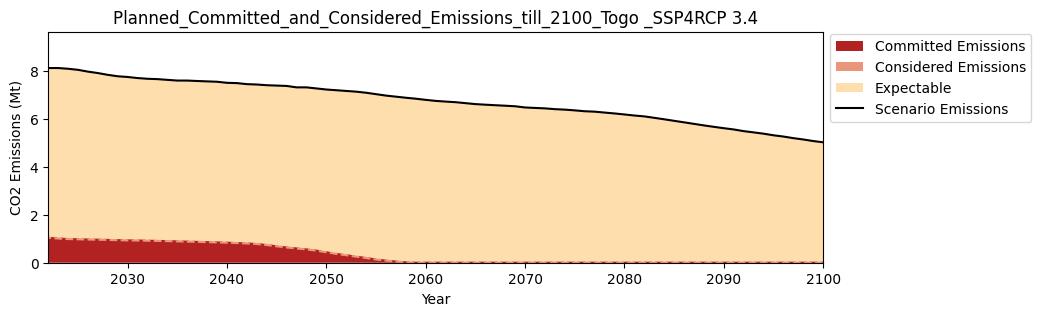 Planned_Committed_and_Considered_Emissions_till_2100_Togo _SSP4RCP 3.4
Committed Emissions
Considered Emissions
Expectable
Scenario Emissions
CO2 Emissions (Mt)
8
6
4
2
0
2030 2040 2050 2060 2070 2080 2090 2100
Year